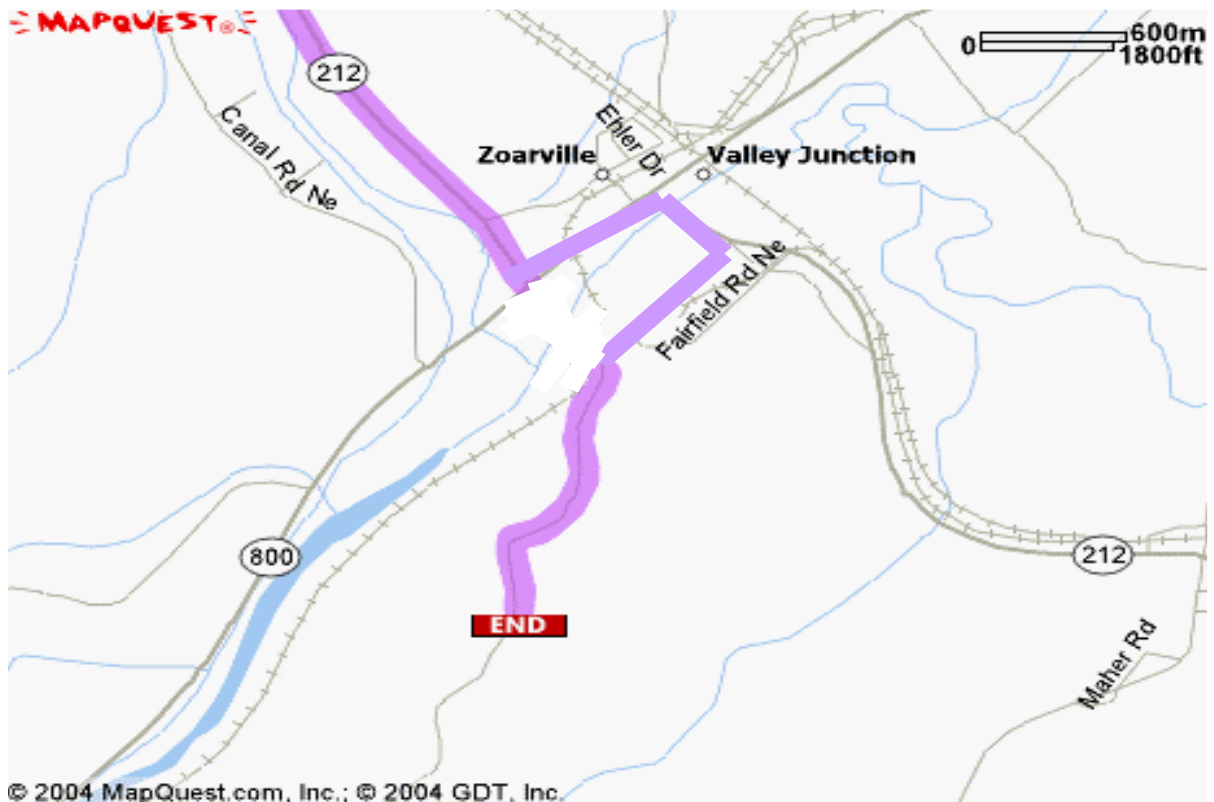 MAPQUEST®
600m
0
1800ft
212
Canal Rd Ne
Ehler Dr
Zoarville
Valley Junction
Fairfield Rd Ne
800
212
END
Maher Rd
© 2004 MapQuest.com, Inc.; © 2004 GDT, Inc.